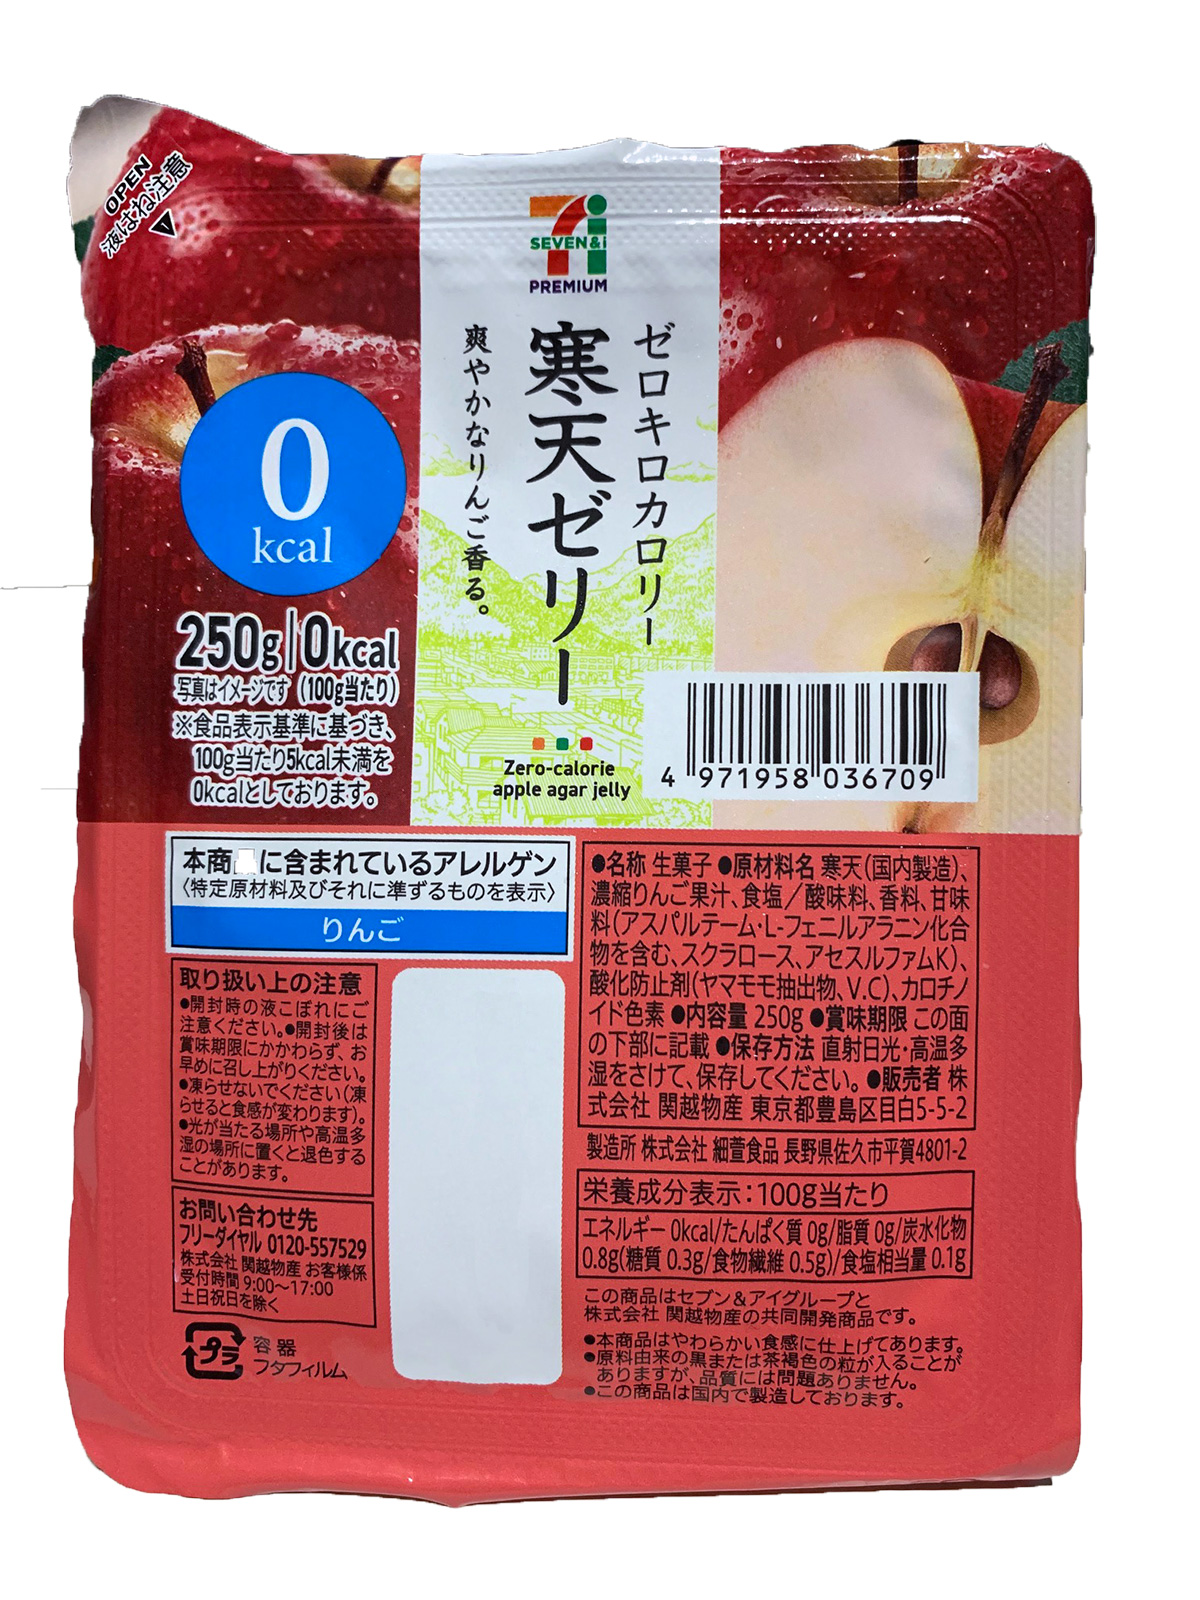 OPEN
液はね注意
SEVEN&i
PREMIUM
ゼロキロカロリー
寒天ゼリー
爽やかなりんご香る。
0
kcal
250g 0kcal
写真はイメージです (100g当たり)
※食品表示基準に基づき、
100g当たり5kcal未満を
0kcalとしております。
Zero-calorie
apple agar jelly
4 971958 036709
本商 に含まれているアレルゲン
〈特定原材料及びそれに準ずるものを表示〉
りんご
取り扱い上の注意
●開封時の液こぼれにご
注意ください。●開封後は
賞味期限にかかわらず、お
早めに召し上がりください。
●凍らせないでください(凍
らせると食感が変わります)。
●光が当たる場所や高温多
湿の場所に置くと退色する
ことがあります。
お問い合わせ先
フリーダイヤル 0120-557529
株式会社 関越物産 お客様係
受付時間 9:00〜17:00
土日祝日を除く
プラ
容器
フタフィルム
●名称 生菓子 ●原材料名 寒天(国内製造)、
濃縮りんご果汁、食塩/酸味料、香料、甘味
料(アスパルテーム・L-フェニルアラニン化合
物を含む、スクラロース、アセスルファムK)、
酸化防止剤(ヤマモモ抽出物、V.C)、カロチノ
イド色素 ●内容量 250g ●賞味期限 この面
の下部に記載 ●保存方法 直射日光・高温多
湿をさけて、保存してください。●販売者 株
式会社 関越物産 東京都豊島区目白5-5-2
製造所 株式会社 細萱食品 長野県佐久市平賀4801-2
栄養成分表示:100g当たり
エネルギー 0kcal/たんぱく質 0g/脂質 0g/炭水化物
0.8g(糖質 0.3g/食物繊維 0.5g)/食塩相当量 0.1g
この商品はセブン&アイグループと
株式会社 関越物産の共同開発商品です。
●本商品はやわらかい食感に仕上げてあります。
●原料由来の黒または茶褐色の粒が入ることが
ありますが、品質には問題ありません。
●この商品は国内で製造しております。